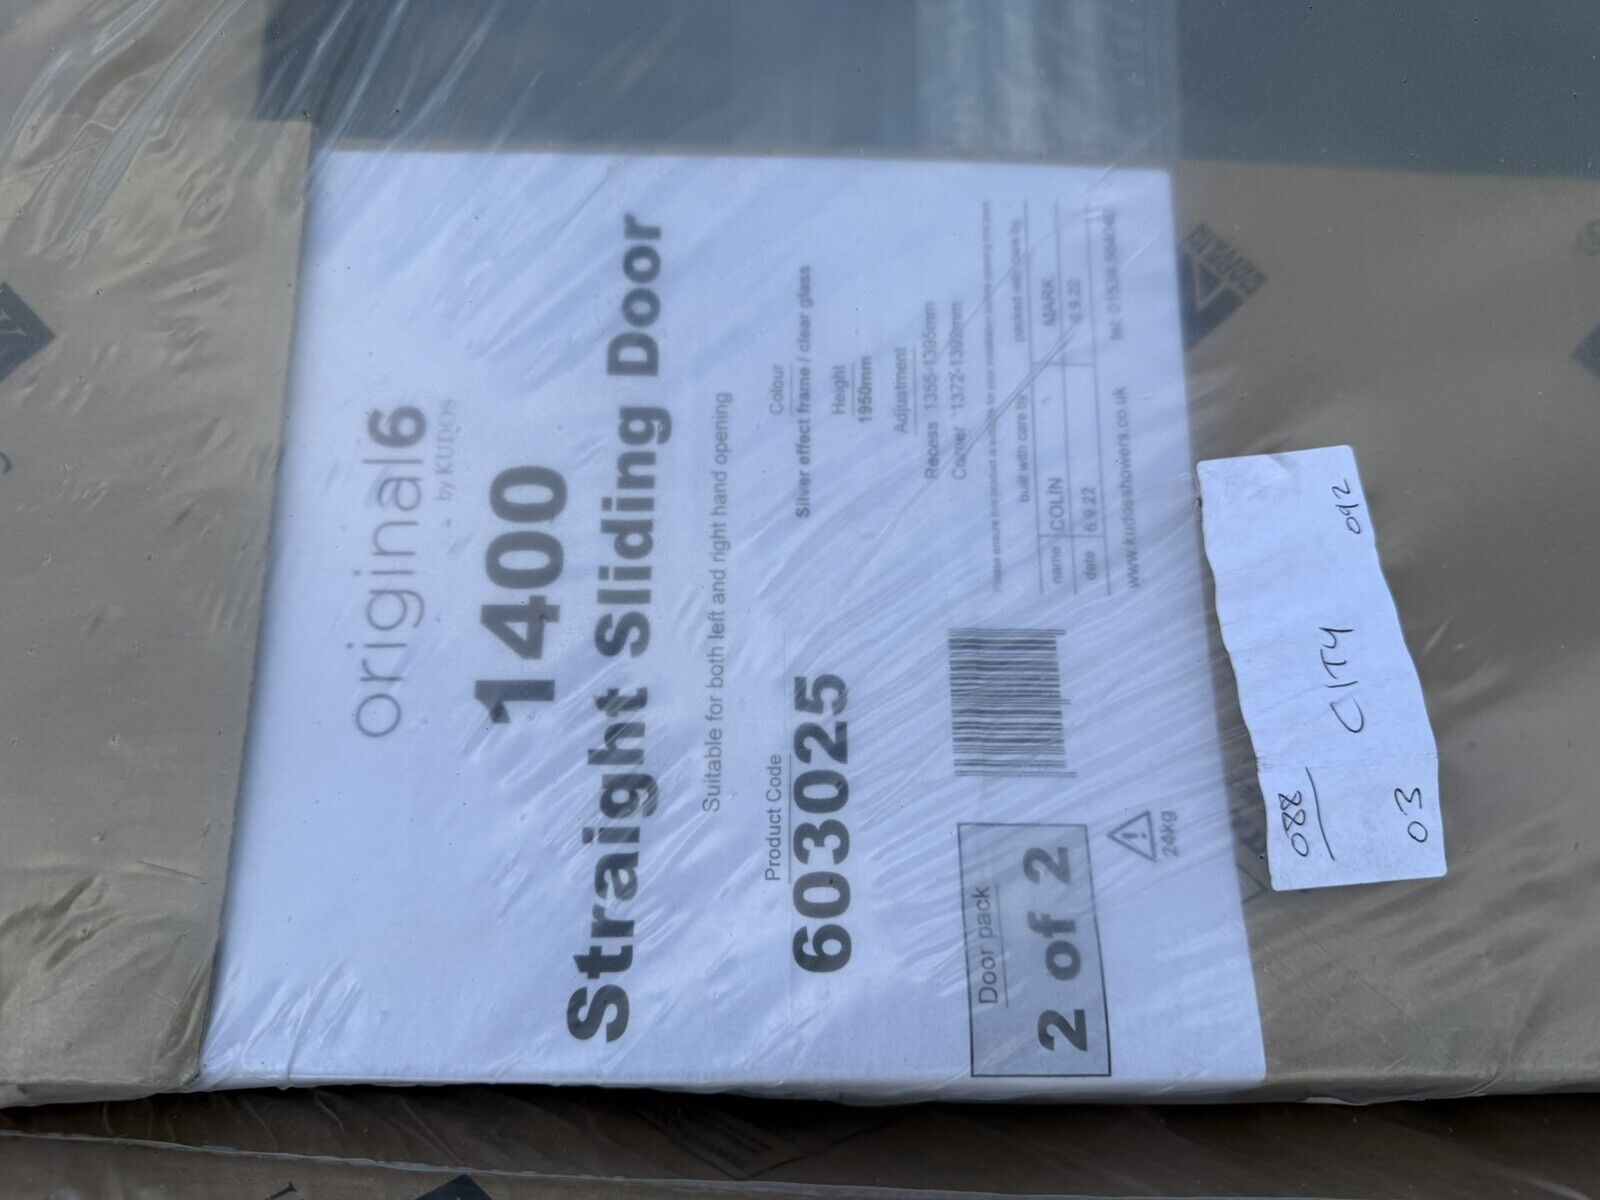 original6
by KUDOS
1400
Straight Sliding Door
Suitable for both left and right hand opening
Product Code
603025
Colour
Silver effect frame / clear glass
Height
1950mm
Adjustment
Recess 1355-1395mm
Corner 1372-1399mm
Door pack
2 of 2
24kg
built with care by
packed with care by
name COLIN MARK
date 6.9.22 6.9.22
www.kudosshowers.co.uk
088
CITY
092
03